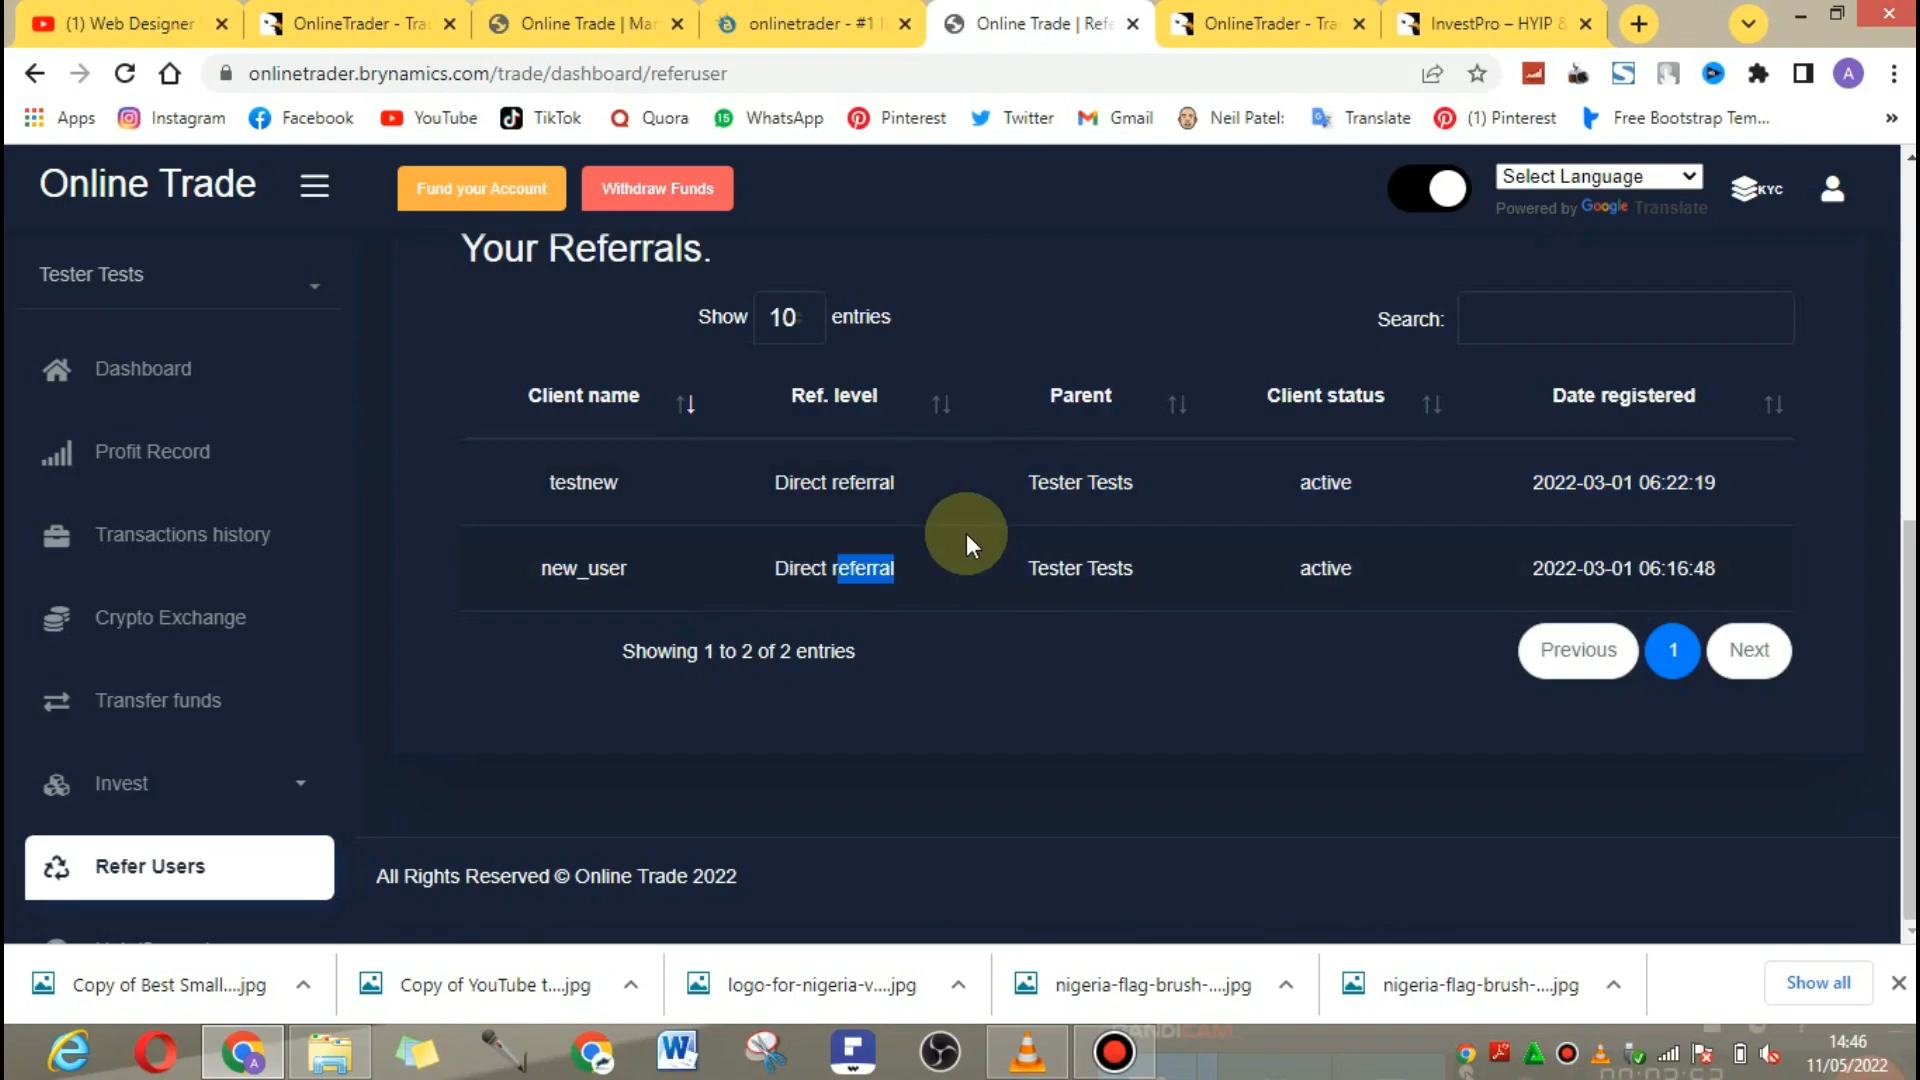 (1) Web Designer
OnlineTrader - Tra
Online Trade | Mar
onlinetrader - #1
Online Trade | Refe
OnlineTrader - Tra
InvestPro – HYIP &
onlinetrader.brynamics.com/trade/dashboard/referuser
A
Apps
Instagram
Facebook
YouTube
TikTok
Quora
15 WhatsApp
Pinterest
Twitter
Gmail
Neil Patel:
Translate
(1) Pinterest
Free Bootstrap Tem...
»
Online Trade
Fund your Account
Withdraw Funds
Select Language
Powered by Google Translate
KYC
Tester Tests
Dashboard
Profit Record
Transactions history
Crypto Exchange
Transfer funds
Invest
Refer Users
Your Referrals.
Show 10 entries
Search:
Client name Ref. level Parent Client status Date registered
testnew Direct referral Tester Tests active 2022-03-01 06:22:19
new_user Direct referral Tester Tests active 2022-03-01 06:16:48
Showing 1 to 2 of 2 entries
Previous 1 Next
All Rights Reserved © Online Trade 2022
Copy of Best Small....jpg
Copy of YouTube t....jpg
logo-for-nigeria-v....jpg
nigeria-flag-brush-....jpg
nigeria-flag-brush-....jpg
Show all
14:46
11/05/2022